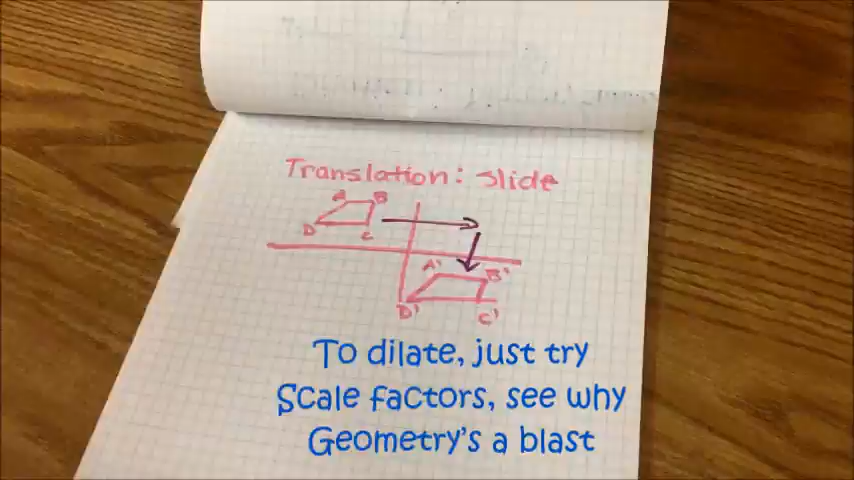 Translation: Slide
A B
D C
A' B'
D' C'
To dilate, just try
Scale factors, see why
Geometry's a blast